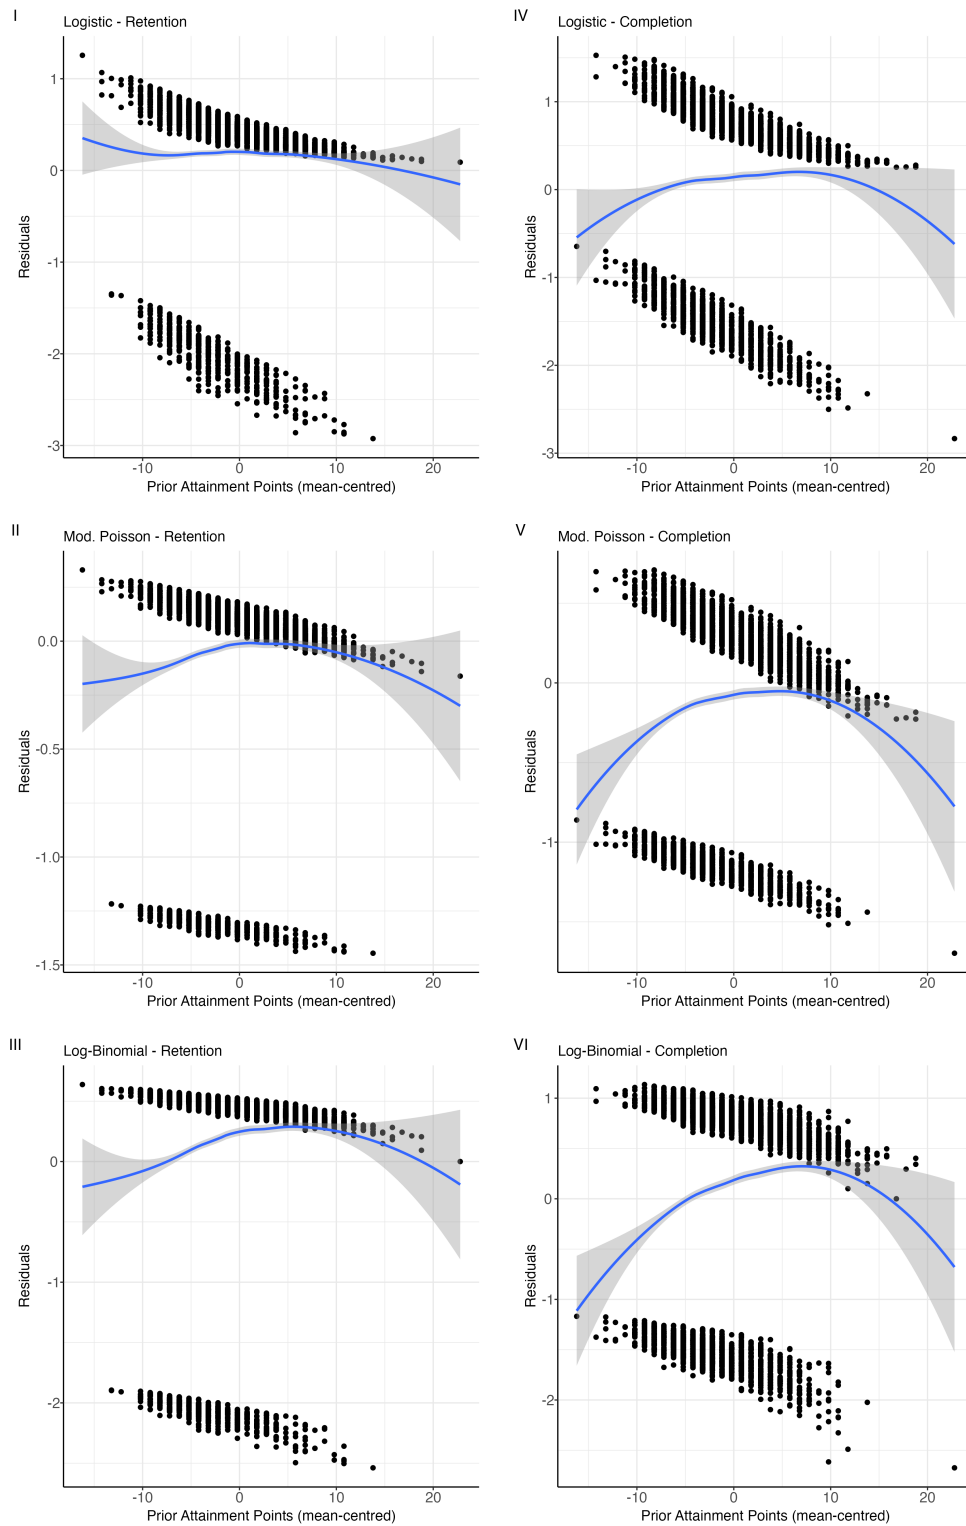 I
Logistic - Retention
1
0
-1
-2
-3
Residuals
-10 0 10 20
Prior Attainment Points (mean-centred)
IV
Logistic - Completion
1
0
-1
-2
-3
Residuals
-10 0 10 20
Prior Attainment Points (mean-centred)
II
Mod. Poisson - Retention
0.0
-0.5
-1.0
-1.5
Residuals
-10 0 10 20
Prior Attainment Points (mean-centred)
V
Mod. Poisson - Completion
0
-1
Residuals
-10 0 10 20
Prior Attainment Points (mean-centred)
III
Log-Binomial - Retention
0
-1
-2
Residuals
-10 0 10 20
Prior Attainment Points (mean-centred)
VI
Log-Binomial - Completion
1
0
-1
-2
Residuals
-10 0 10 20
Prior Attainment Points (mean-centred)